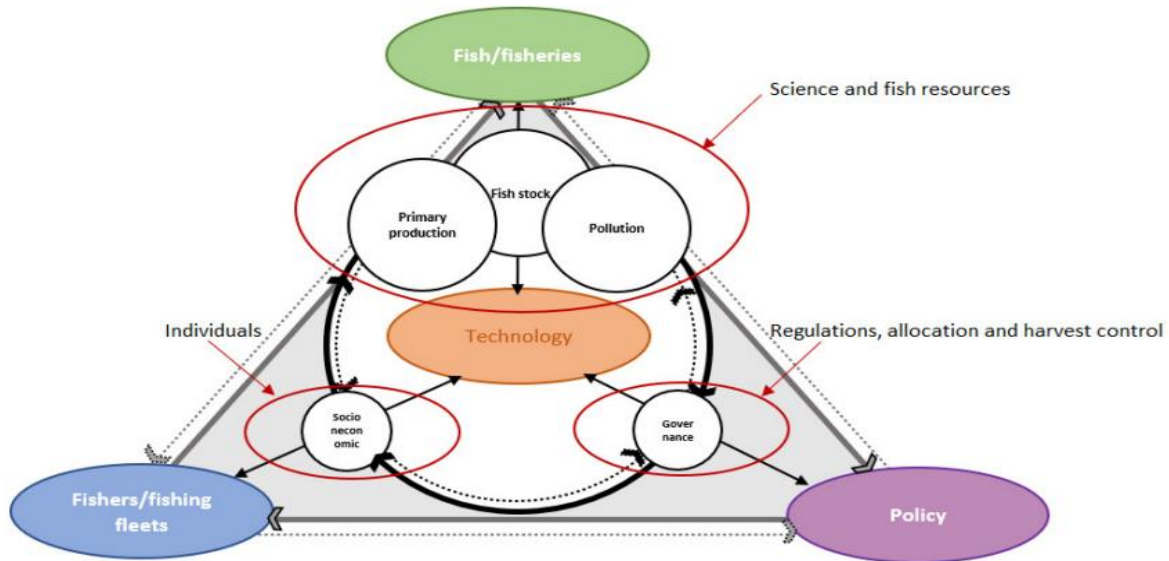 Fish/fisheries
Science and fish resources
Fish stock
Primary
production
Pollution
Technology
Individuals
Regulations, allocation and harvest control
Socio
necon
omic
Gover
nance
Fishers/fishing
fleets
Policy